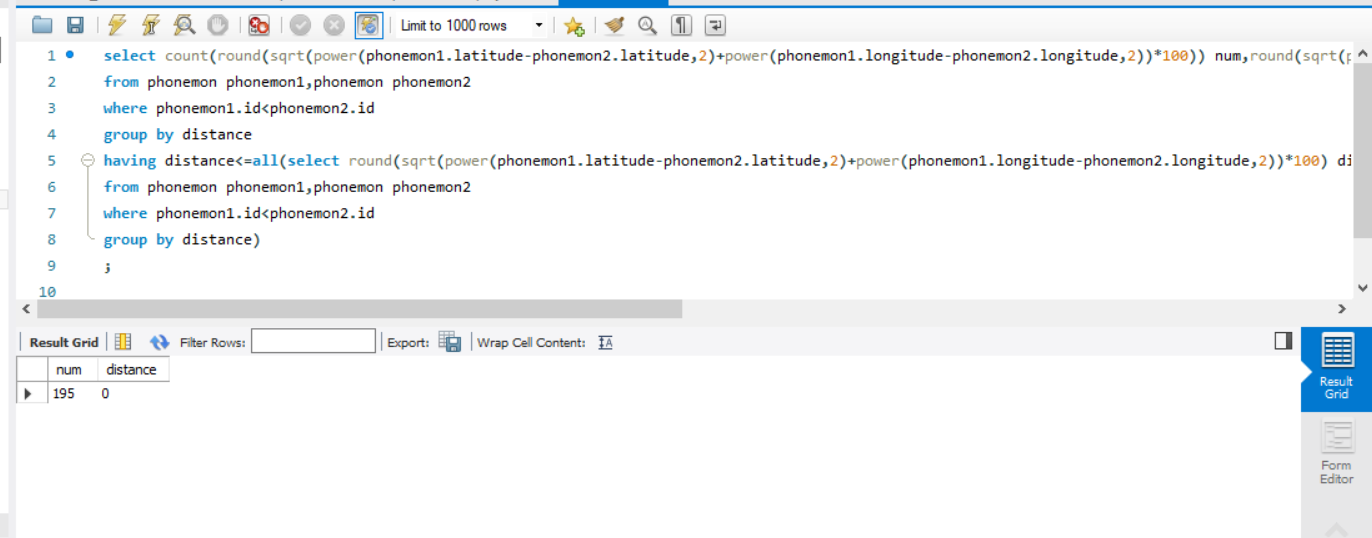 Limit to 1000 rows
1 select count(round(sqrt(power(phonemon1.latitude-phonemon2.latitude,2)+power(phonemon1.longitude-phonemon2.longitude,2))*100)) num,round(sqrt(
2 from phonemon phonemon1,phonemon phonemon2
3 where phonemon1.id<phonemon2.id
4 group by distance
5 having distance<=all(select round(sqrt(power(phonemon1.latitude-phonemon2.latitude,2)+power(phonemon1.longitude-phonemon2.longitude,2))*100) di
6 from phonemon phonemon1,phonemon phonemon2
7 where phonemon1.id<phonemon2.id
8 group by distance)
9 ;
10
Result Grid Filter Rows: Export: Wrap Cell Content: IA
num distance
195 0
Result
Grid
Form
Editor